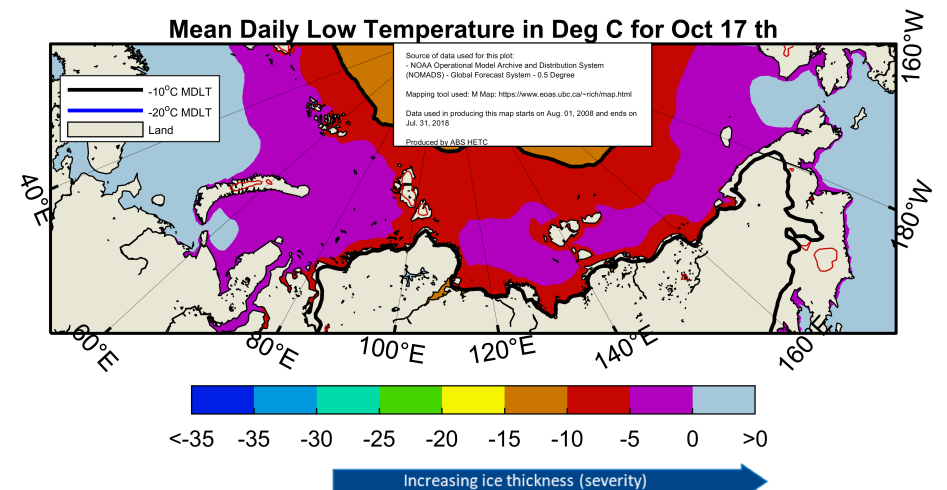 Mean Daily Low Temperature in Deg C for Oct 17 th
Source of data used for this plot:
- NOAA Operational Model Archive and Distribution System
(NOMADS) - Global Forecast System - 0.5 Degree
Mapping tool used: M Map: https://www.eoas.ubc.ca/~rich/map.html
Data used in producing this map starts on Aug. 01, 2008 and ends on
Jul. 31, 2018
Produced by ABS HETC
-10°C MDLT
-20°C MDLT
Land
160°W
180°W
40°E
60°E
80°E
100°E
120°E
140°E
160°E
<-35 -35 -30 -25 -20 -15 -10 -5 0 >0
Increasing ice thickness (severity)